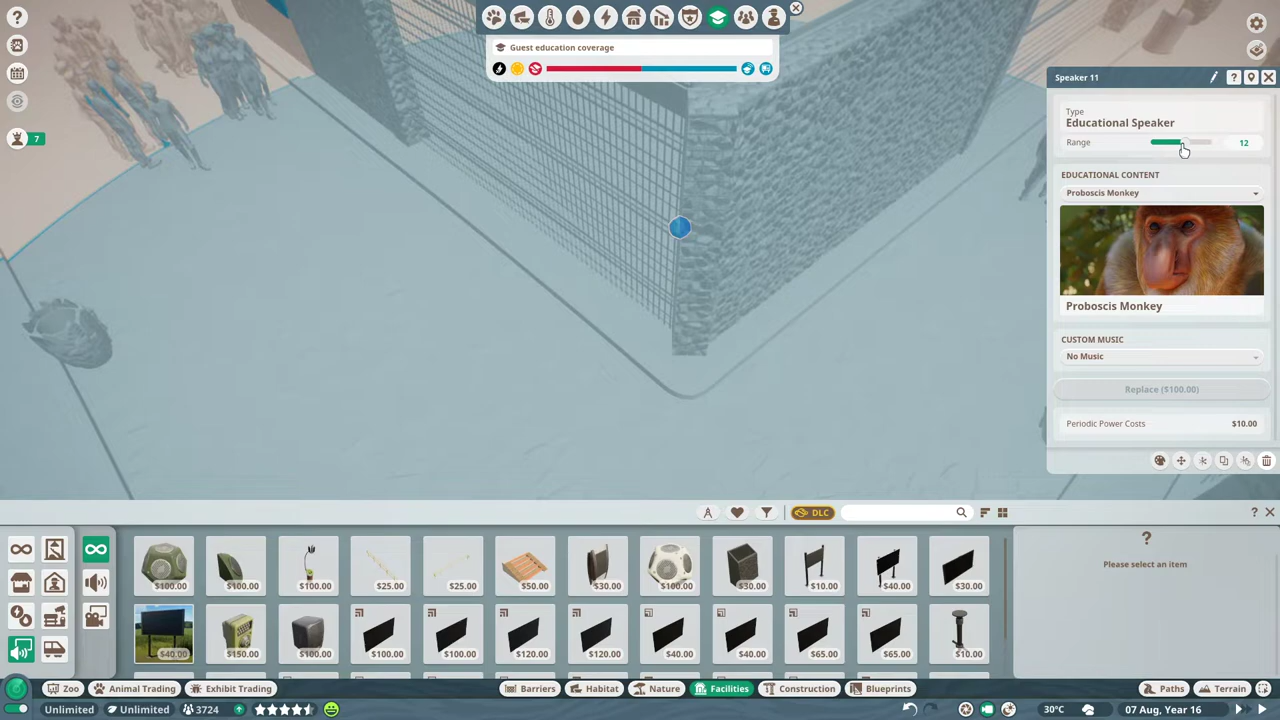 ?
Guest education coverage
7
Speaker 11
?
Type
Educational Speaker
Range
12
EDUCATIONAL CONTENT
Proboscis Monkey
Proboscis Monkey
CUSTOM MUSIC
No Music
Replace ($100.00)
Periodic Power Costs $10.00
DLC
?
$100.00 $100.00 $100.00 $25.00 $25.00 $50.00 $30.00 $100.00 $30.00 $10.00 $40.00 $30.00
$40.00 $150.00 $100.00 $100.00 $100.00 $120.00 $120.00 $40.00 $40.00 $65.00 $65.00 $10.00
?
Please select an item
Zoo Animal Trading Exhibit Trading Barriers Habitat Nature Facilities Construction Blueprints Paths Terrain
Unlimited Unlimited 3724 30°C 07 Aug, Year 16